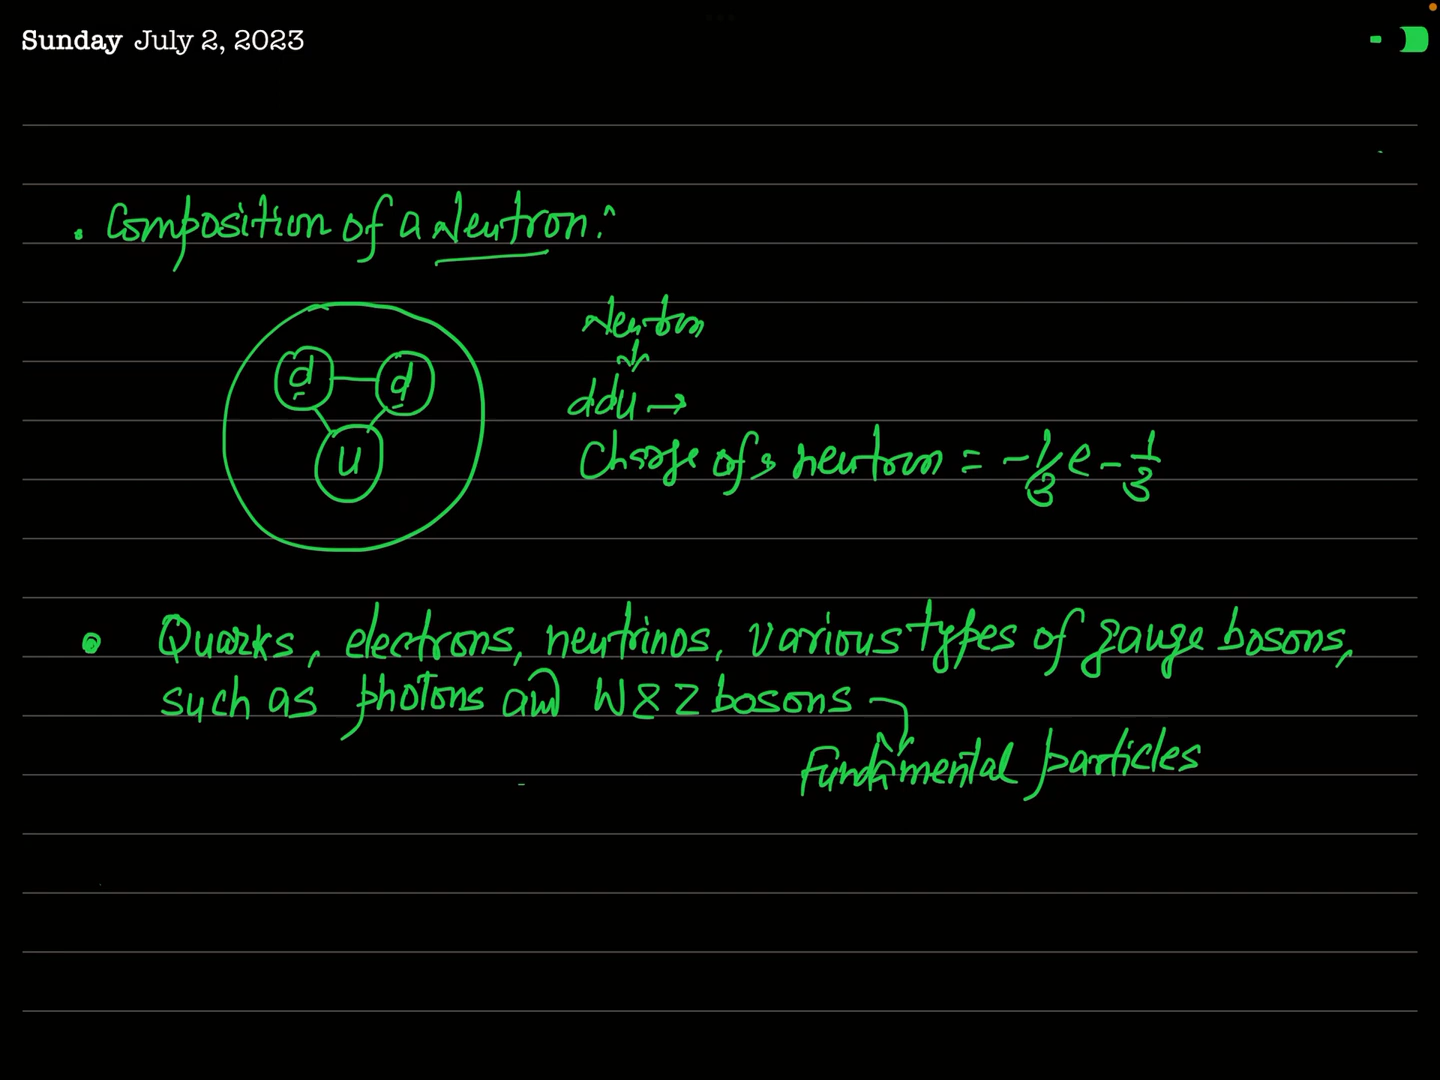 Sunday July 2, 2023
. Composition of a Neutron:
d d
u
Neutron
↓
ddu →
Charge of a neutron = -1/3 e - 1/3
• Quarks, electrons, neutrinos, various types of gauge bosons,
such as photons and W & Z bosons
Fundamental particles